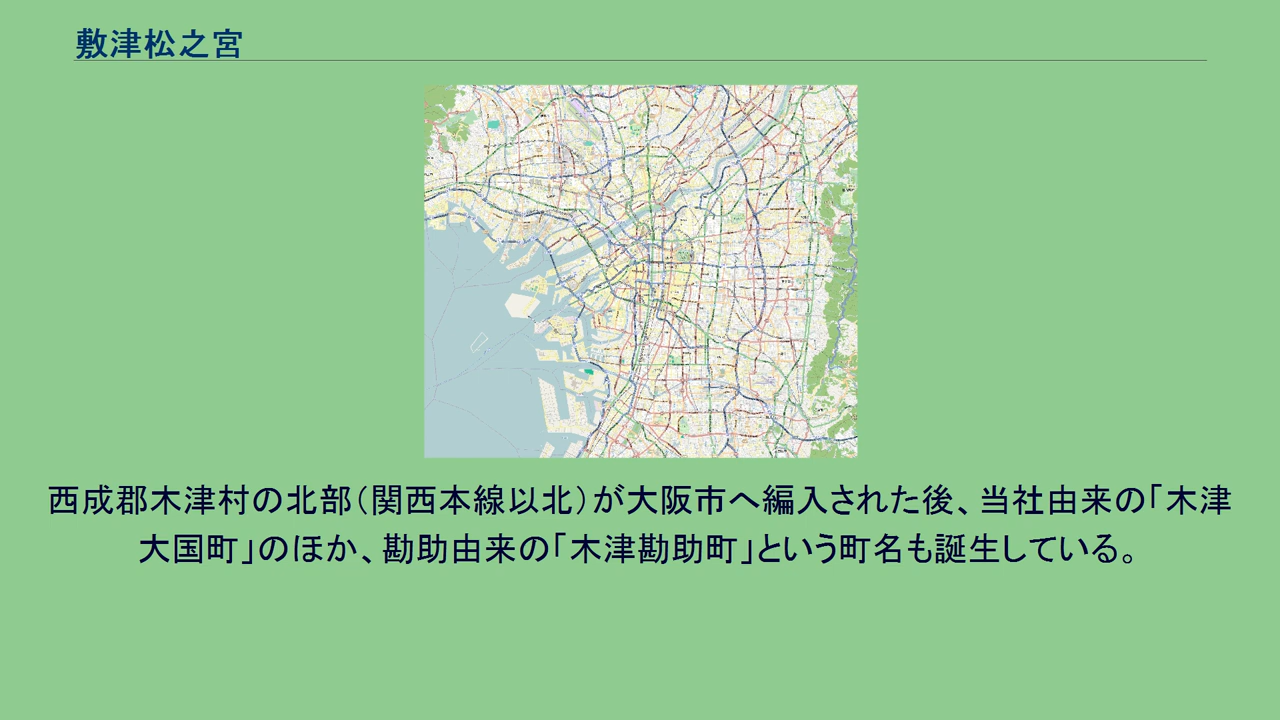 敷津松之宮
西成郡木津村の北部（関西本線以北）が大阪市へ編入された後、当社由来の「木津
大国町」のほか、勘助由来の「木津勘助町」という町名も誕生している。